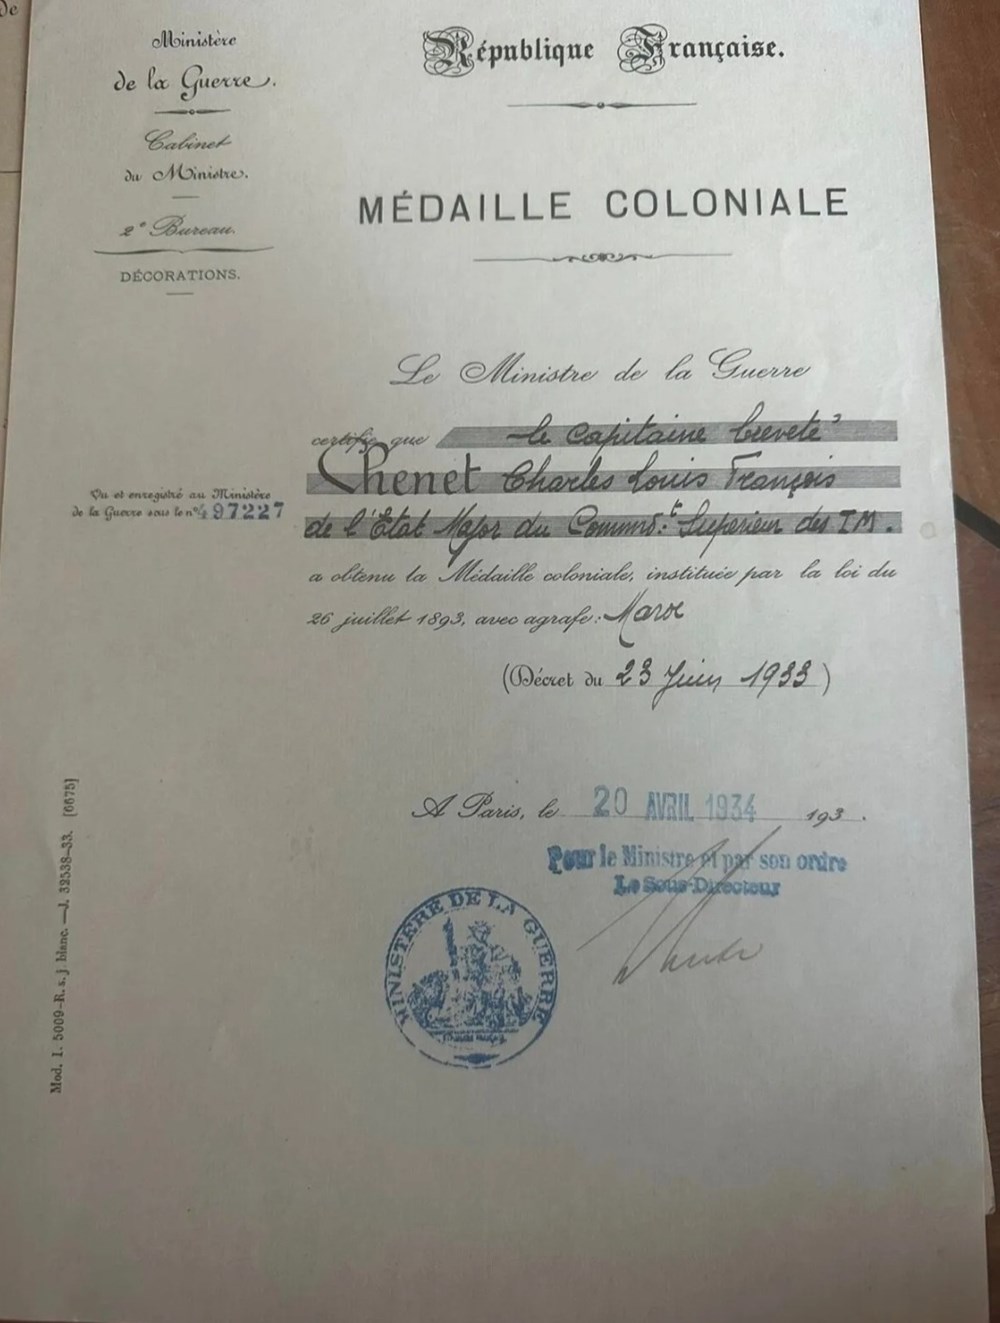 De
Ministère
de la Guerre.
Cabinet
du Ministre.
2e Bureau.
DÉCORATIONS.
République Française.
MÉDAILLE COLONIALE
Le Ministre de la Guerre
certifie que le Capitaine breveté
Chenet Charles Louis François
de l'Etat Major du Commnd.t Supérieur des T M.
Vu et enregistré au Ministère
de la Guerre sous le no 97227
a obtenu la Médaille coloniale, instituée par la loi du
26 juillet 1893, avec agrafe: Maroc
(Décret du 23 Juin 1933)
A Paris, le 20 AVRIL 1934 193 .
Pour le Ministre et par son ordre
Le Sous-Directeur
MINISTÈRE DE LA GUERRE
Mod. I. 5009-R. s. j. blanc. —J. 32538-33. [6675]